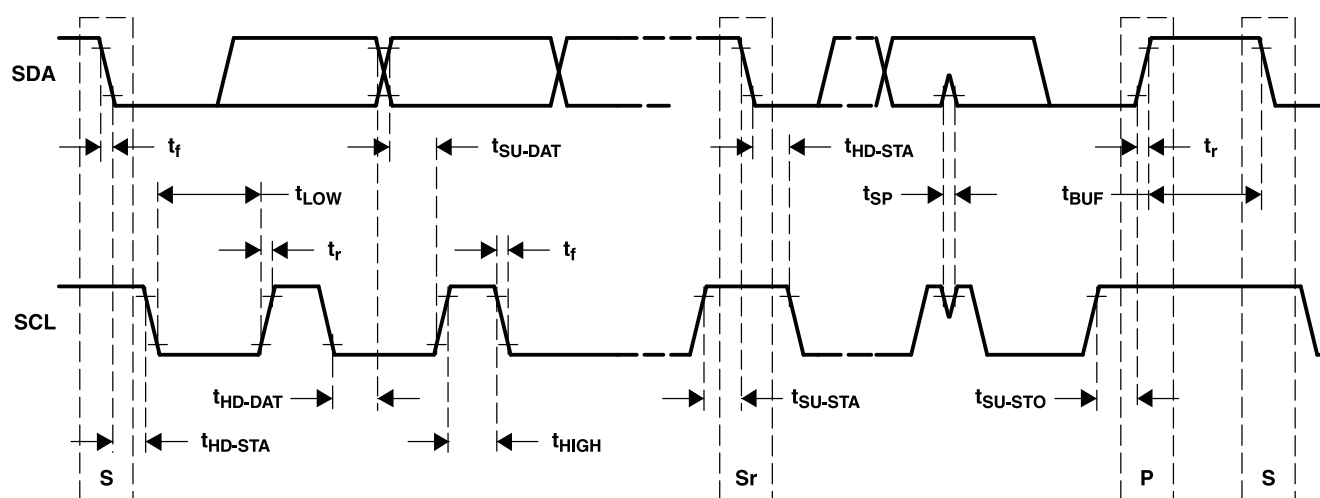 SDA
t_f
t_SU-DAT
t_HD-STA
t_r
t_LOW
t_SP
t_BUF
t_r
t_f
SCL
t_HD-DAT
t_SU-STA
t_SU-STO
t_HD-STA
t_HIGH
S
Sr
P
S